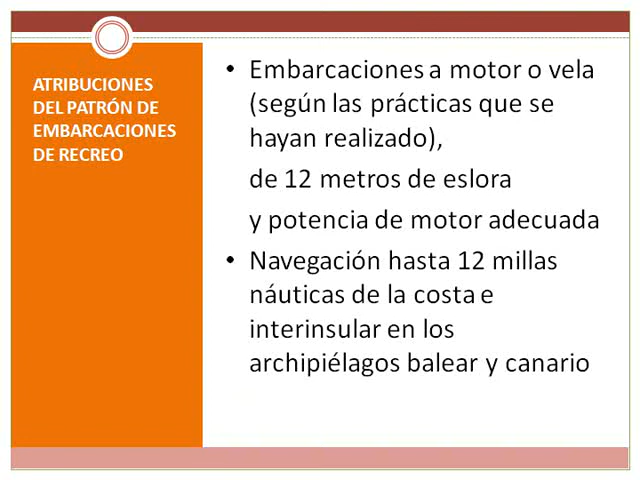 ATRIBUCIONES
DEL PATRÓN DE
EMBARCACIONES
DE RECREO
• Embarcaciones a motor o vela
(según las prácticas que se
hayan realizado),
de 12 metros de eslora
y potencia de motor adecuada
• Navegación hasta 12 millas
náuticas de la costa e
interinsular en los
archipiélagos balear y canario